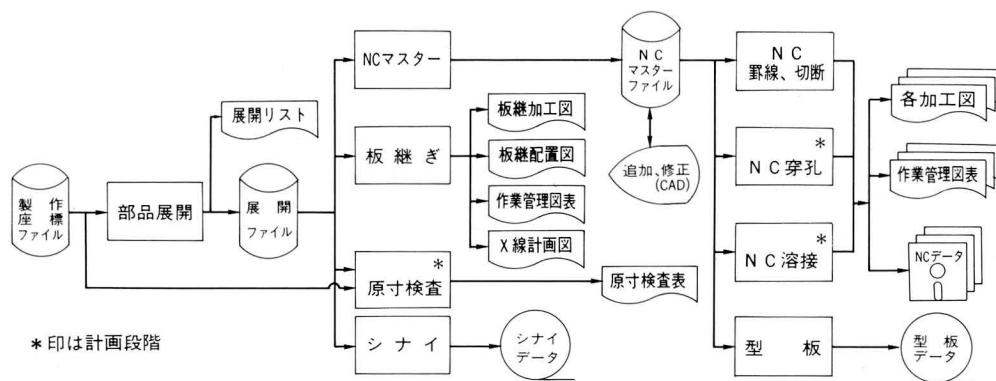 製作
座標
ファイル
部品展開
展開リスト
展開
ファイル
NCマスター
板継ぎ
板継加工図
板継配置図
作業管理図表
X線計画図
*
原寸検査
原寸検査表
シナイ
シナイ
データ
NC
マスター
ファイル
追加、修正
(CAD)
NC
罫線、切断
*
NC穿孔
*
NC溶接
型板
各加工図
作業管理図表
NCデータ
型板
データ
*印は計画段階